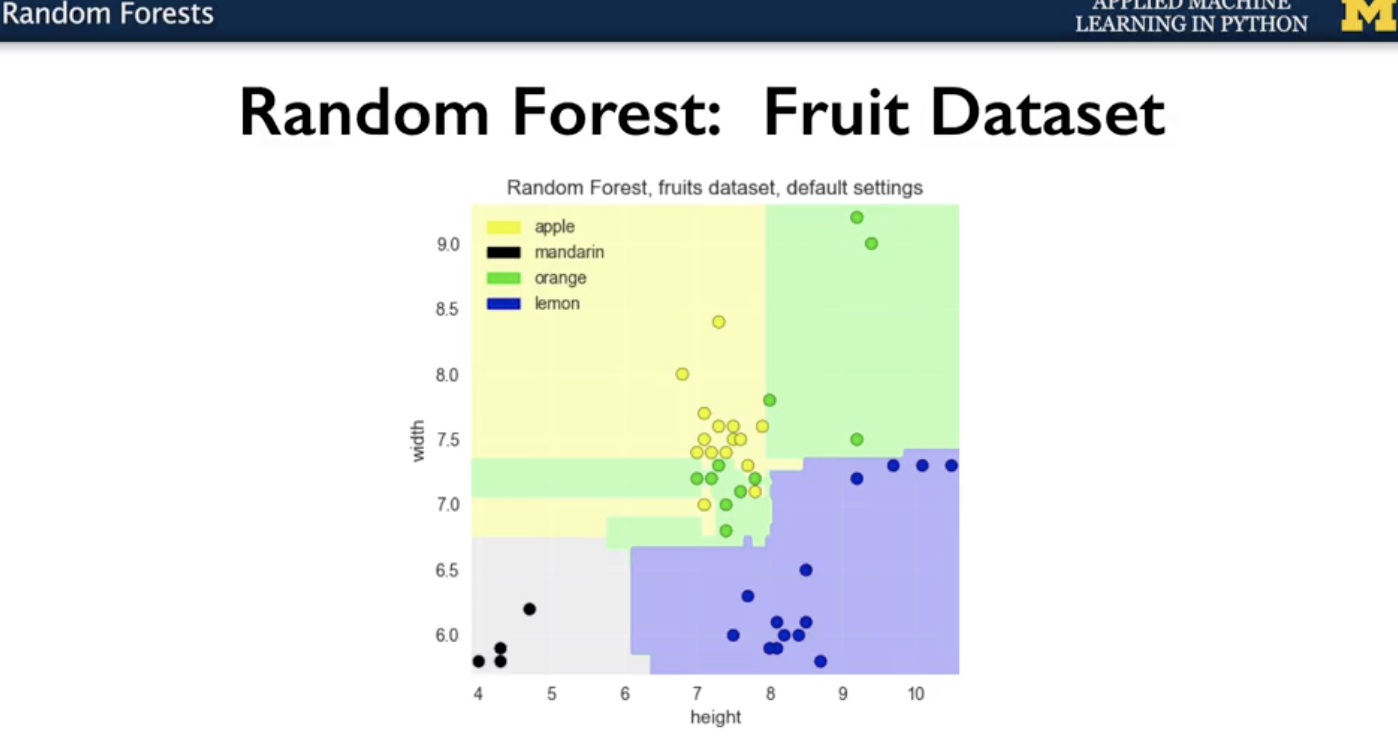 Random Forests
APPLIED MACHINE
LEARNING IN PYTHON
M
Random Forest: Fruit Dataset
Random Forest, fruits dataset, default settings
apple
mandarin
orange
lemon
width
9.0
8.5
8.0
7.5
7.0
6.5
6.0
4 5 6 7 8 9 10
height